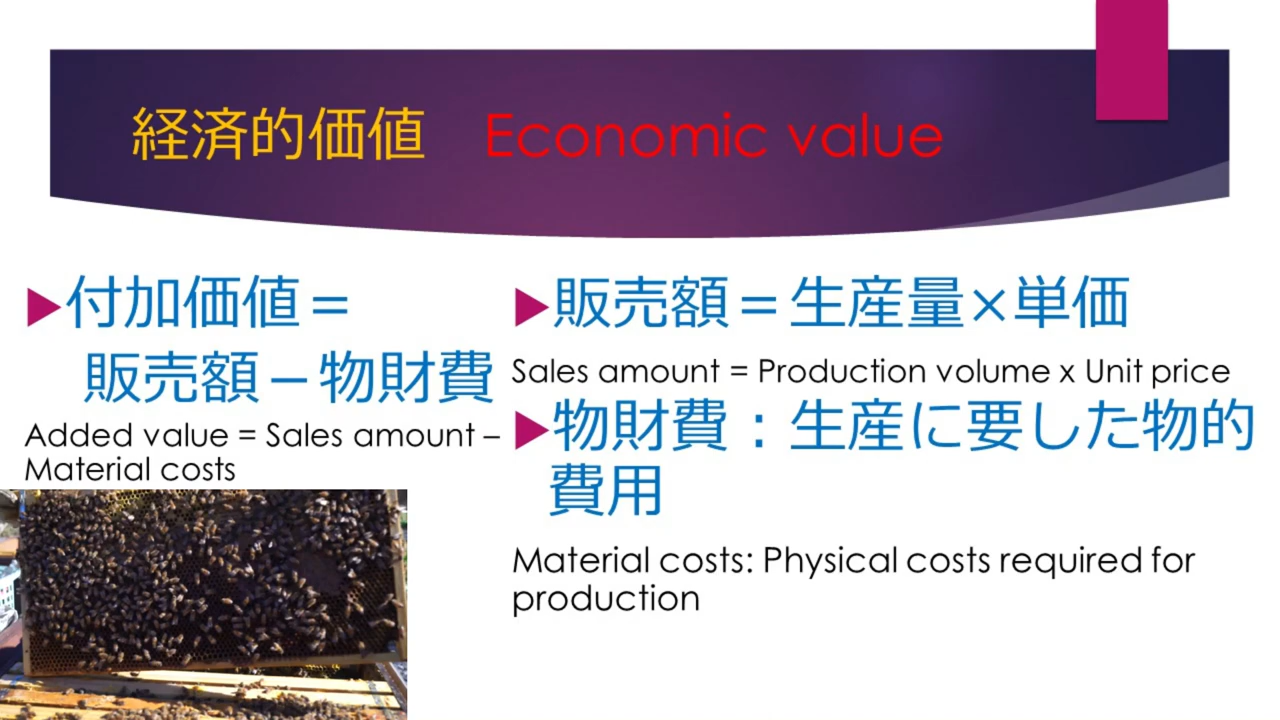 経済的価値 Economic value
付加価値＝
販売額－物財費
Added value = Sales amount –
Material costs
販売額＝生産量×単価
Sales amount = Production volume x Unit price
物財費：生産に要した物的
費用
Material costs: Physical costs required for
production